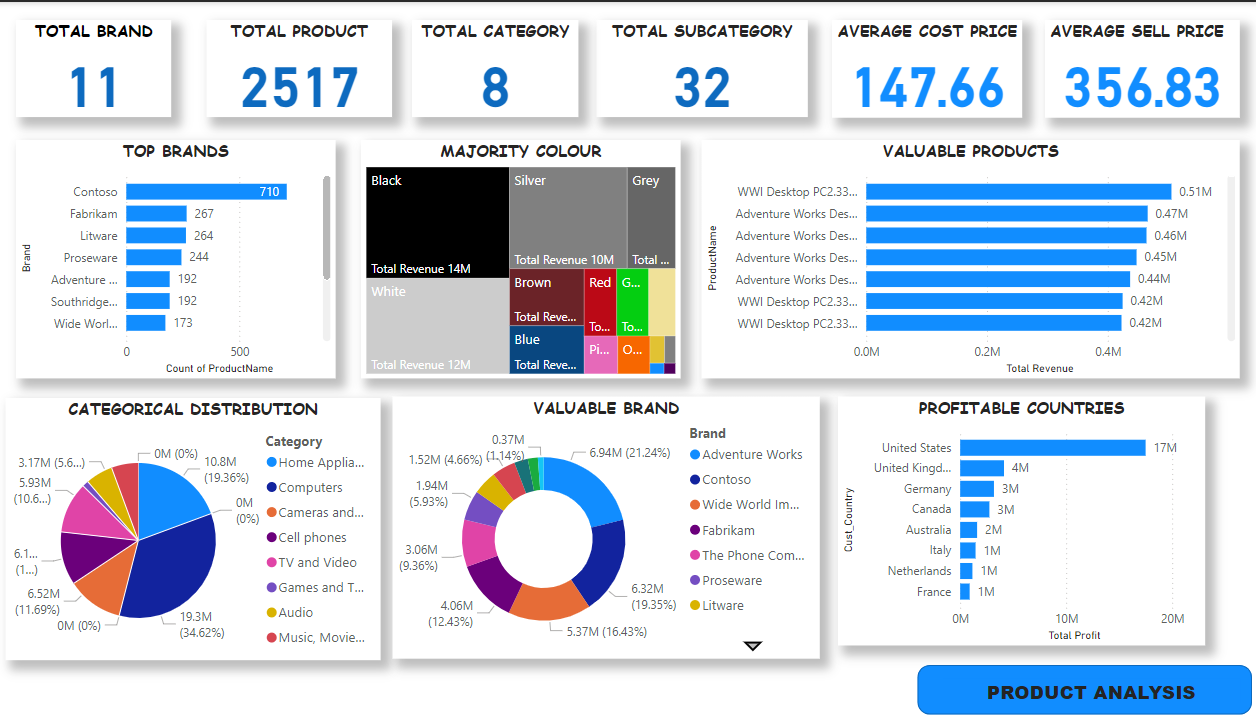 TOTAL BRAND
11
TOTAL PRODUCT
2517
TOTAL CATEGORY
8
TOTAL SUBCATEGORY
32
AVERAGE COST PRICE
147.66
AVERAGE SELL PRICE
356.83
TOP BRANDS
Brand
Contoso 710
Fabrikam 267
Litware 264
Proseware 244
Adventure ... 192
Southridge... 192
Wide Worl... 173
0 500
Count of ProductName
MAJORITY COLOUR
Black
Total Revenue 14M
White
Total Revenue 12M
Silver
Total Revenue 10M
Grey
Total ...
Brown
Total Reve...
Blue
Total Reve...
Red
To...
G...
To...
Pi...
O...
VALUABLE PRODUCTS
ProductName
WWI Desktop PC2.33... 0.51M
Adventure Works Des... 0.47M
Adventure Works Des... 0.46M
Adventure Works Des... 0.45M
Adventure Works Des... 0.44M
WWI Desktop PC2.33... 0.42M
WWI Desktop PC2.33... 0.42M
0.0M 0.2M 0.4M
Total Revenue
CATEGORICAL DISTRIBUTION
0M (0%)
10.8M
(19.36%)
0M
(0%)
19.3M
(34.62%)
0M (0%)
6.52M
(11.69%)
6.1...
(1...)
5.93M
(10.6...)
3.17M (5.6...)
Category
Home Applia...
Computers
Cameras and...
Cell phones
TV and Video
Games and T...
Audio
Music, Movie...
VALUABLE BRAND
6.94M (21.24%)
6.32M
(19.35%)
5.37M (16.43%)
4.06M
(12.43%)
3.06M
(9.36%)
1.94M
(5.93%)
1.52M (4.66%)
0.37M
(1.14%)
Brand
Adventure Works
Contoso
Wide World Im...
Fabrikam
The Phone Com...
Proseware
Litware
PROFITABLE COUNTRIES
Cust_Country
United States 17M
United Kingd... 4M
Germany 3M
Canada 3M
Australia 2M
Italy 1M
Netherlands 1M
France 1M
0M 10M 20M
Total Profit
PRODUCT ANALYSIS